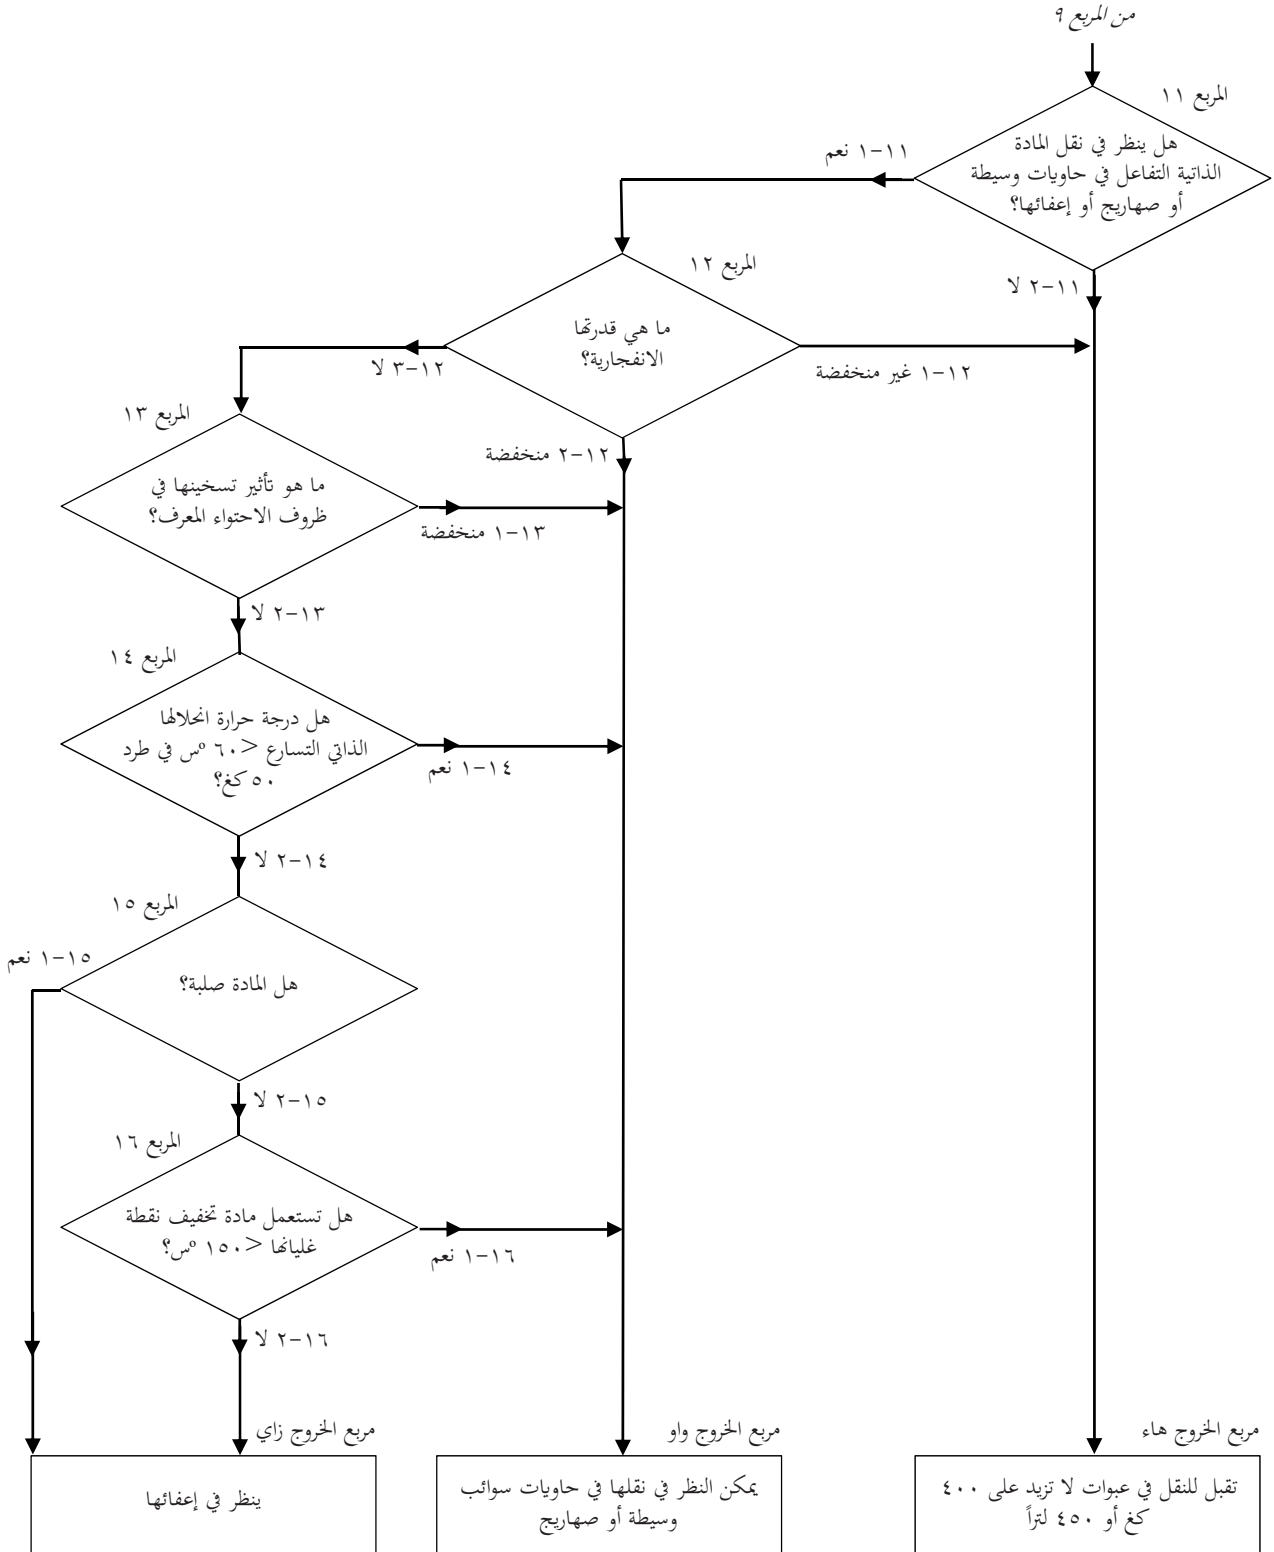 من المربع ٩
المربع ١١
هل ينظر في نقل المادة
الذاتية التفاعل في حاويات وسيطة
أو صهاريج أو إعفائها؟
١١-١ نعم
١١-٢ لا
المربع ١٢
ما هي قدرتها
الانفجارية؟
١٢-١ غير منخفضة
١٢-٣ لا
١٢-٢ منخفضة
المربع ١٣
ما هو تأثير تسخينها في
ظروف الاحتواء المعرف؟
١٣-١ منخفضة
١٣-٢ لا
المربع ١٤
هل درجة حرارة انحلالها
الذاتي التسارع <٦٠ °س في طرد
٥٠ كغ؟
١٤-١ نعم
١٤-٢ لا
المربع ١٥
١٥-١ نعم
هل المادة صلبة؟
١٥-٢ لا
المربع ١٦
هل تستعمل مادة تخفيف نقطة
غليانها <١٥٠ °س؟
١٦-١ نعم
١٦-٢ لا
مربع الخروج هاء
مربع الخروج واو
مربع الخروج زاي
تقبل للنقل في عبوات لا تزيد على ٤٠٠
كغ أو ٤٥٠ لتراً
يمكن النظر في نقلها في حاويات سوائب
وسيطة أو صهاريج
ينظر في إعفائها